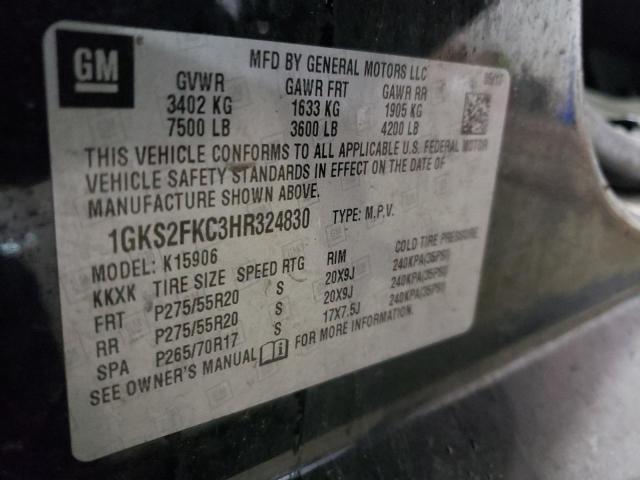 GM
MFD BY GENERAL MOTORS LLC 05/17
GVWR GAWR FRT GAWR RR
3402 KG 1633 KG 1905 KG
7500 LB 3600 LB 4200 LB
THIS VEHICLE CONFORMS TO ALL APPLICABLE U.S. FEDERAL MOTOR
VEHICLE SAFETY STANDARDS IN EFFECT ON THE DATE OF
MANUFACTURE SHOWN ABOVE.
1GKS2FKC3HR324830 TYPE: M.P.V.
MODEL: K15906
KKXK TIRE SIZE SPEED RTG RIM COLD TIRE PRESSURE
FRT P275/55R20 S 20X9J 240KPA(35PSI)
RR P275/55R20 S 20X9J 240KPA(35PSI)
SPA P265/70R17 S 17X7.5J 240KPA(35PSI)
SEE OWNER'S MANUAL FOR MORE INFORMATION.